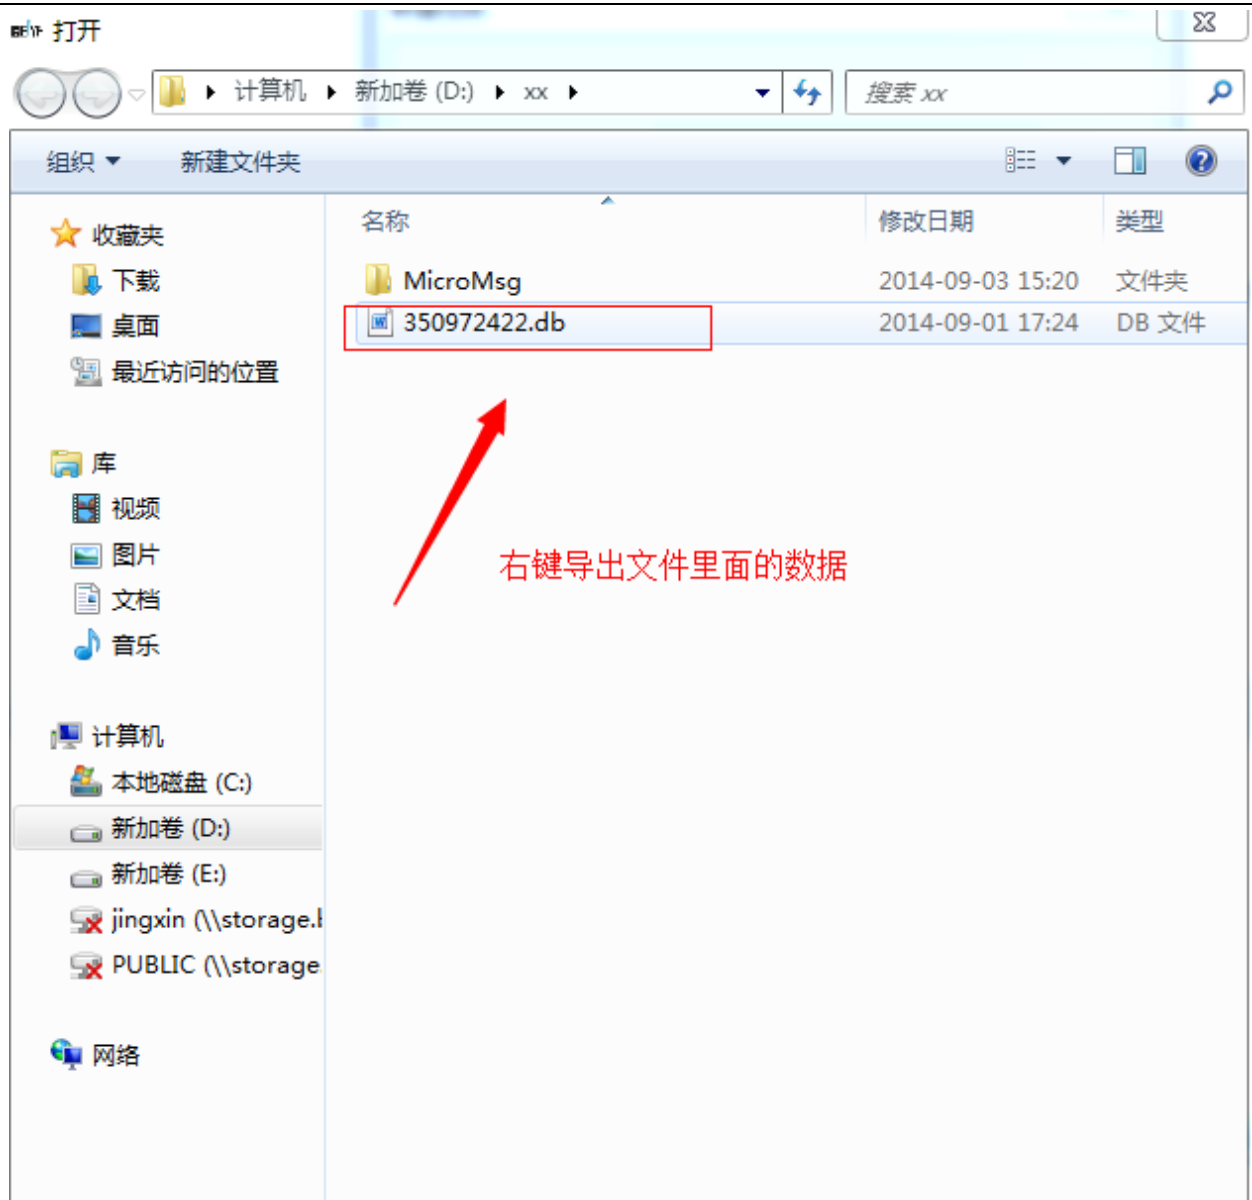 打开
计算机 新加卷 (D:) xx
搜索 xx
组织 新建文件夹
名称 修改日期 类型
MicroMsg 2014-09-03 15:20 文件夹
350972422.db 2014-09-01 17:24 DB 文件
右键导出文件里面的数据
收藏夹
下载
桌面
最近访问的位置
库
视频
图片
文档
音乐
计算机
本地磁盘 (C:)
新加卷 (D:)
新加卷 (E:)
jingxin (\\storage.
PUBLIC (\\storage.
网络